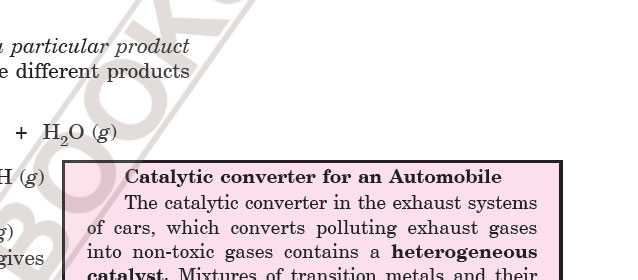 a particular product
e different products
+ H₂O (g)
H (g)
g)
gives
Catalytic converter for an Automobile
The catalytic converter in the exhaust systems
of cars, which converts polluting exhaust gases
into non-toxic gases contains a heterogeneous
catalyst. Mixtures of transition metals and their
BOOK